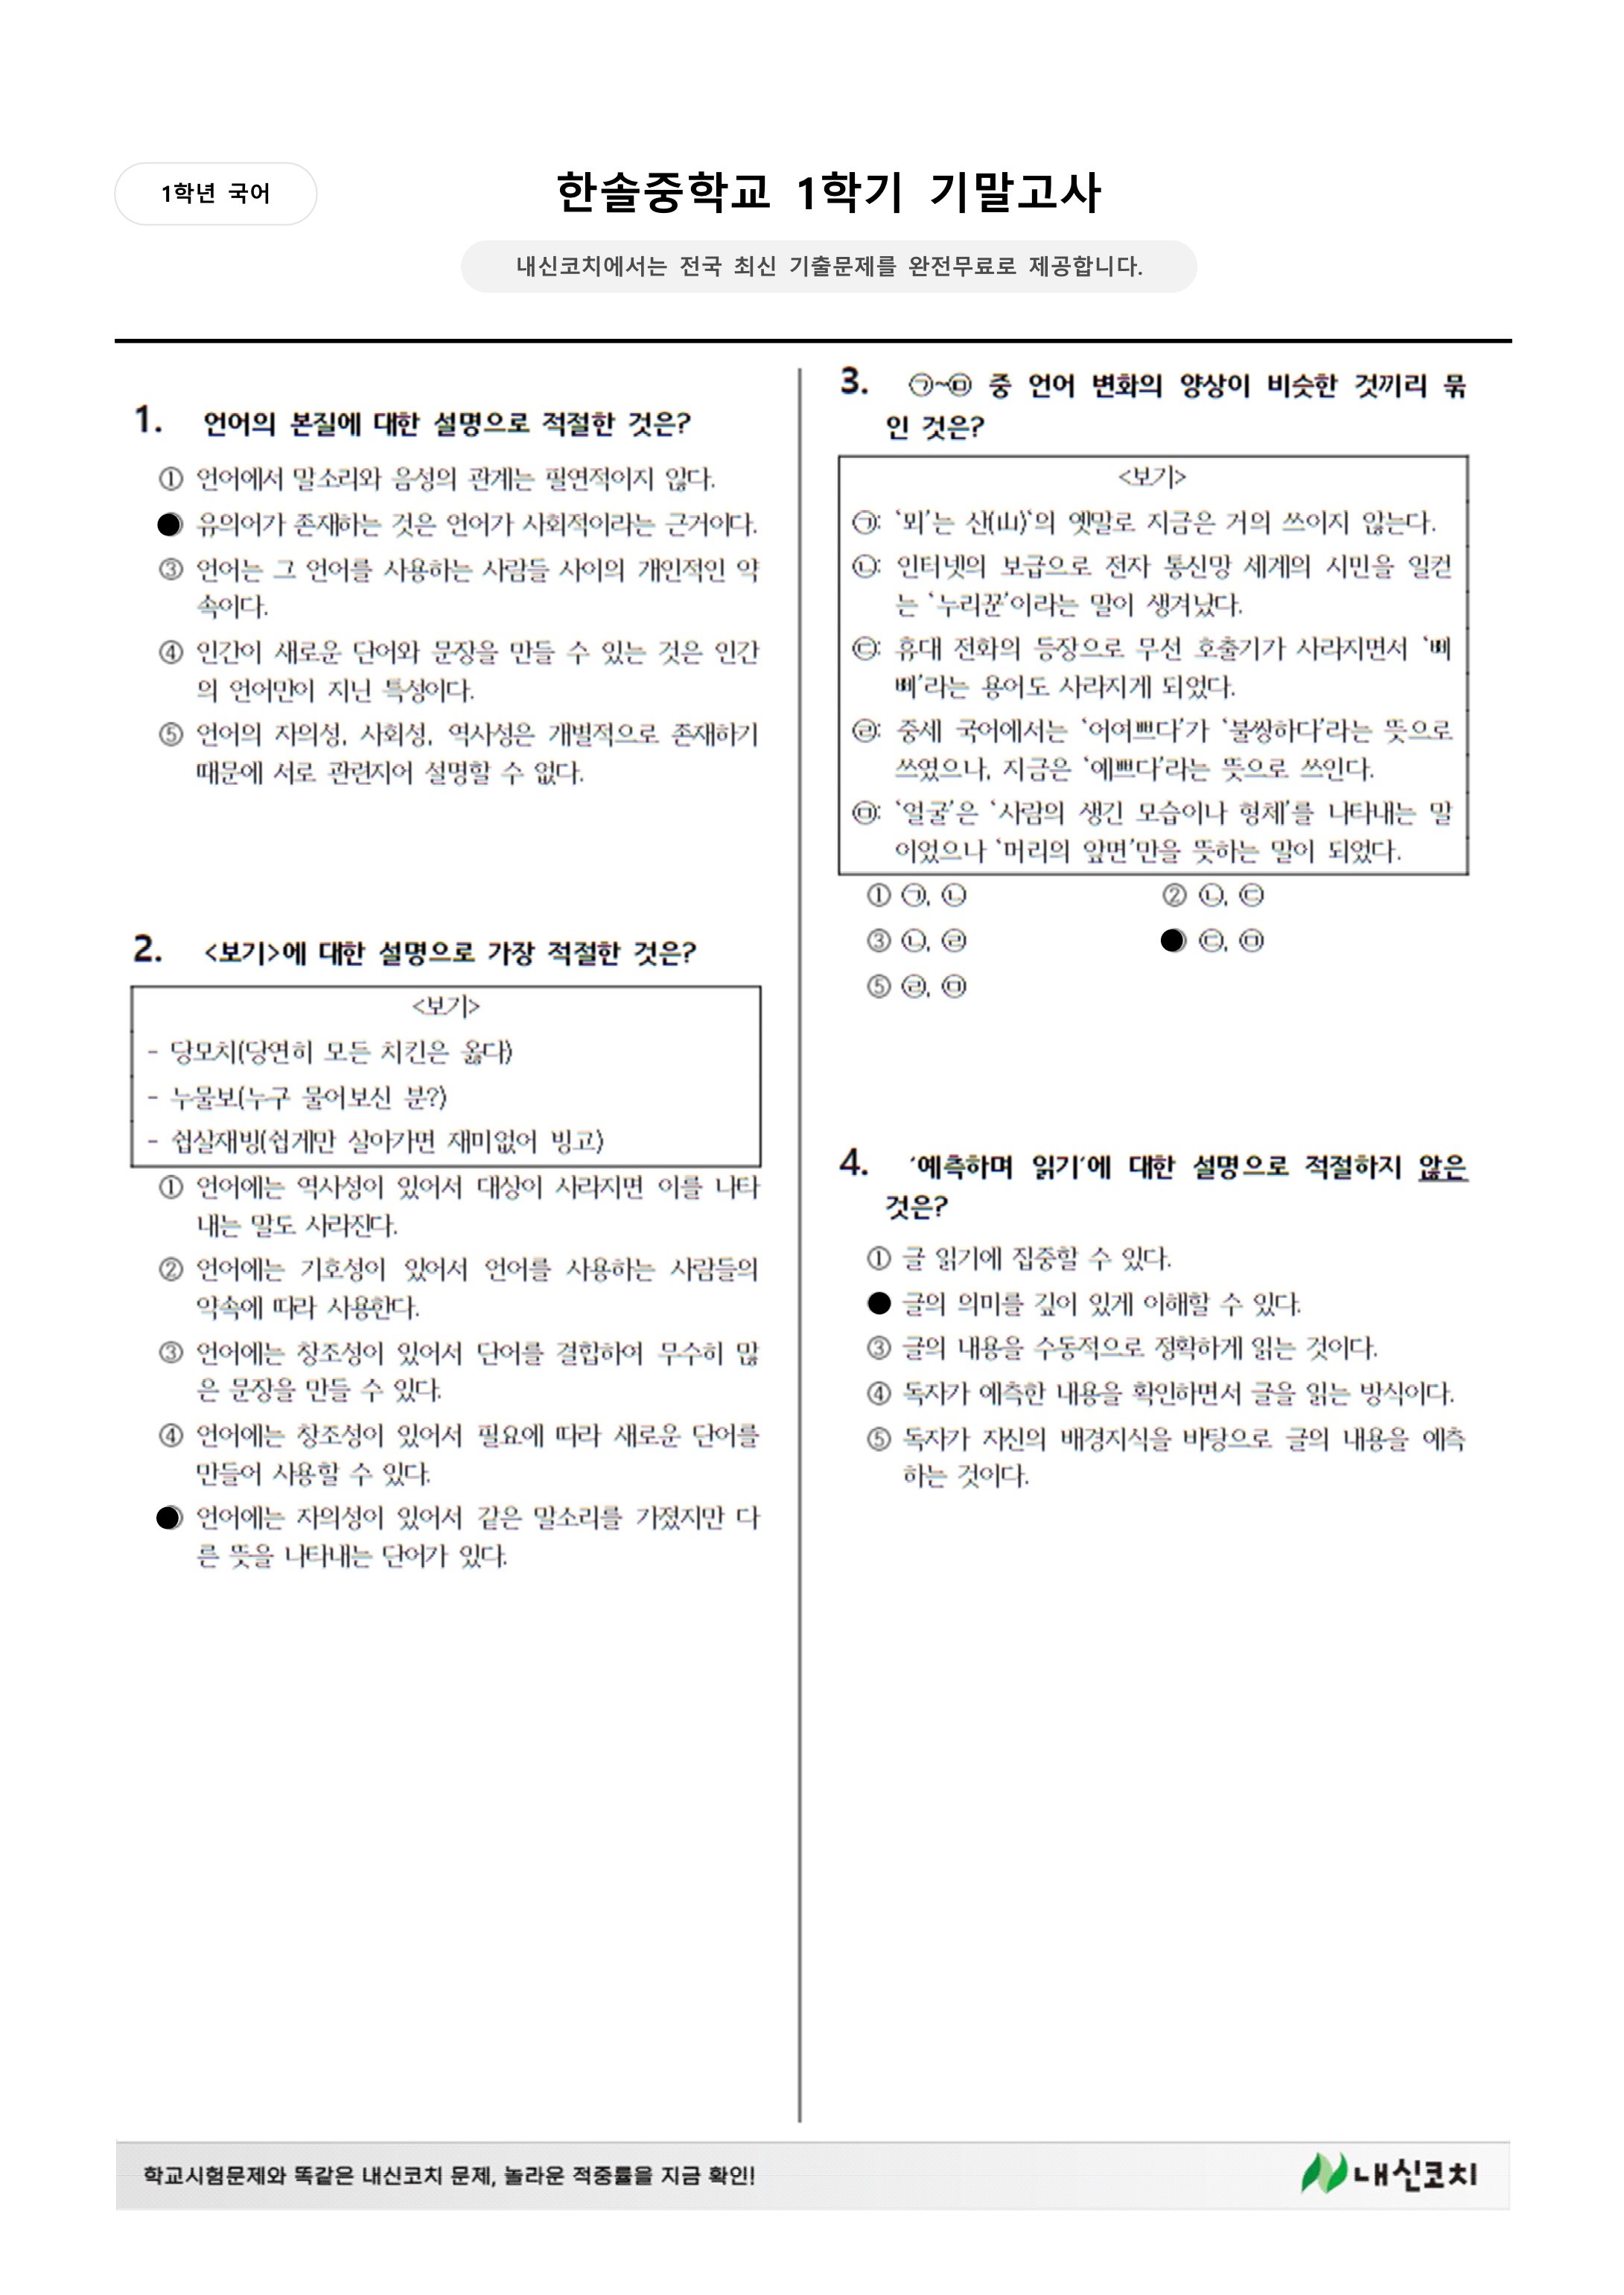 1학년 국어
한솔중학교 1학기 기말고사
내신코치에서는 전국 최신 기출문제를 완전무료로 제공합니다.
1. 언어의 본질에 대한 설명으로 적절한 것은?
① 언어에서 말소리와 음성의 관계는 필연적이지 않다.
● 유의어가 존재하는 것은 언어가 사회적이라는 근거이다.
③ 언어는 그 언어를 사용하는 사람들 사이의 개인적인 약
속이다.
④ 인간이 새로운 단어와 문장을 만들 수 있는 것은 인간
의 언어만이 지닌 특성이다.
⑤ 언어의 자의성, 사회성, 역사성은 개별적으로 존재하기
때문에 서로 관련지어 설명할 수 없다.
2. <보기>에 대한 설명으로 가장 적절한 것은?
<보기>
- 당모치(당연히 모든 치킨은 옳다)
- 누물보(누구 물어보신 분?)
- 쉽살재빙(쉽게만 살아가면 재미없어 빙고)
① 언어에는 역사성이 있어서 대상이 사라지면 이를 나타
내는 말도 사라진다.
② 언어에는 기호성이 있어서 언어를 사용하는 사람들의
약속에 따라 사용한다.
③ 언어에는 창조성이 있어서 단어를 결합하여 무수히 많
은 문장을 만들 수 있다.
④ 언어에는 창조성이 있어서 필요에 따라 새로운 단어를
만들어 사용할 수 있다.
● 언어에는 자의성이 있어서 같은 말소리를 가졌지만 다
른 뜻을 나타내는 단어가 있다.
3. ㉠~㉤ 중 언어 변화의 양상이 비슷한 것끼리 묶
인 것은?
<보기>
㉠: ‘뫼’는 산(山)‘의 옛말로 지금은 거의 쓰이지 않는다.
㉡: 인터넷의 보급으로 전자 통신망 세계의 시민을 일컫
는 ‘누리꾼’이라는 말이 생겨났다.
㉢: 휴대 전화의 등장으로 무선 호출기가 사라지면서 ‘삐
삐’라는 용어도 사라지게 되었다.
㉣: 중세 국어에서는 ‘어여쁘다’가 ‘불쌍하다’라는 뜻으로
쓰였으나, 지금은 ‘예쁘다’라는 뜻으로 쓰인다.
㉤: ‘얼굴’은 ‘사람의 생긴 모습이나 형체’를 나타내는 말
이었으나 ‘머리의 앞면’만을 뜻하는 말이 되었다.
① ㉠, ㉡ ② ㉡, ㉢
③ ㉡, ㉣ ● ㉢, ㉤
⑤ ㉣, ㉤
4. ‘예측하며 읽기’에 대한 설명으로 적절하지 않은
것은?
① 글 읽기에 집중할 수 있다.
● 글의 의미를 깊이 있게 이해할 수 있다.
③ 글의 내용을 수동적으로 정확하게 읽는 것이다.
④ 독자가 예측한 내용을 확인하면서 글을 읽는 방식이다.
⑤ 독자가 자신의 배경지식을 바탕으로 글의 내용을 예측
하는 것이다.
학교시험문제와 똑같은 내신코치 문제, 놀라운 적중률을 지금 확인!
내신코치